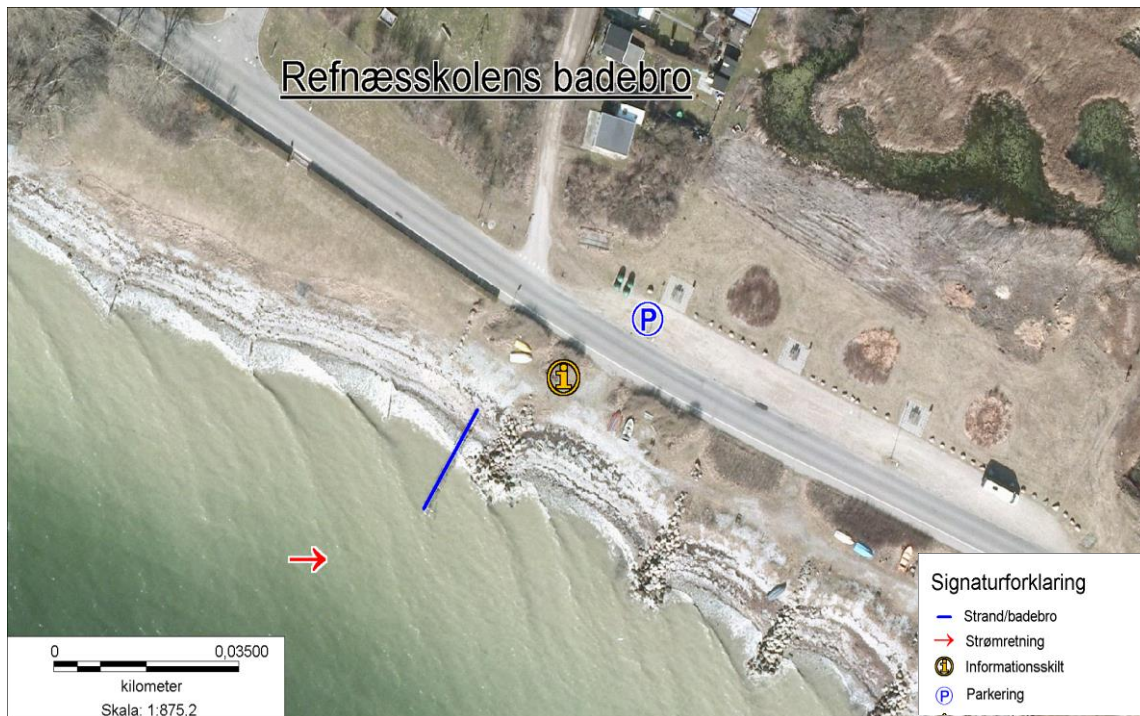 Refnæsskolens badebro
P
i
Signaturforklaring
Strand/badebro
Strømretning
i Informationsskilt
P Parkering
0 0,03500
kilometer
Skala: 1:875,2